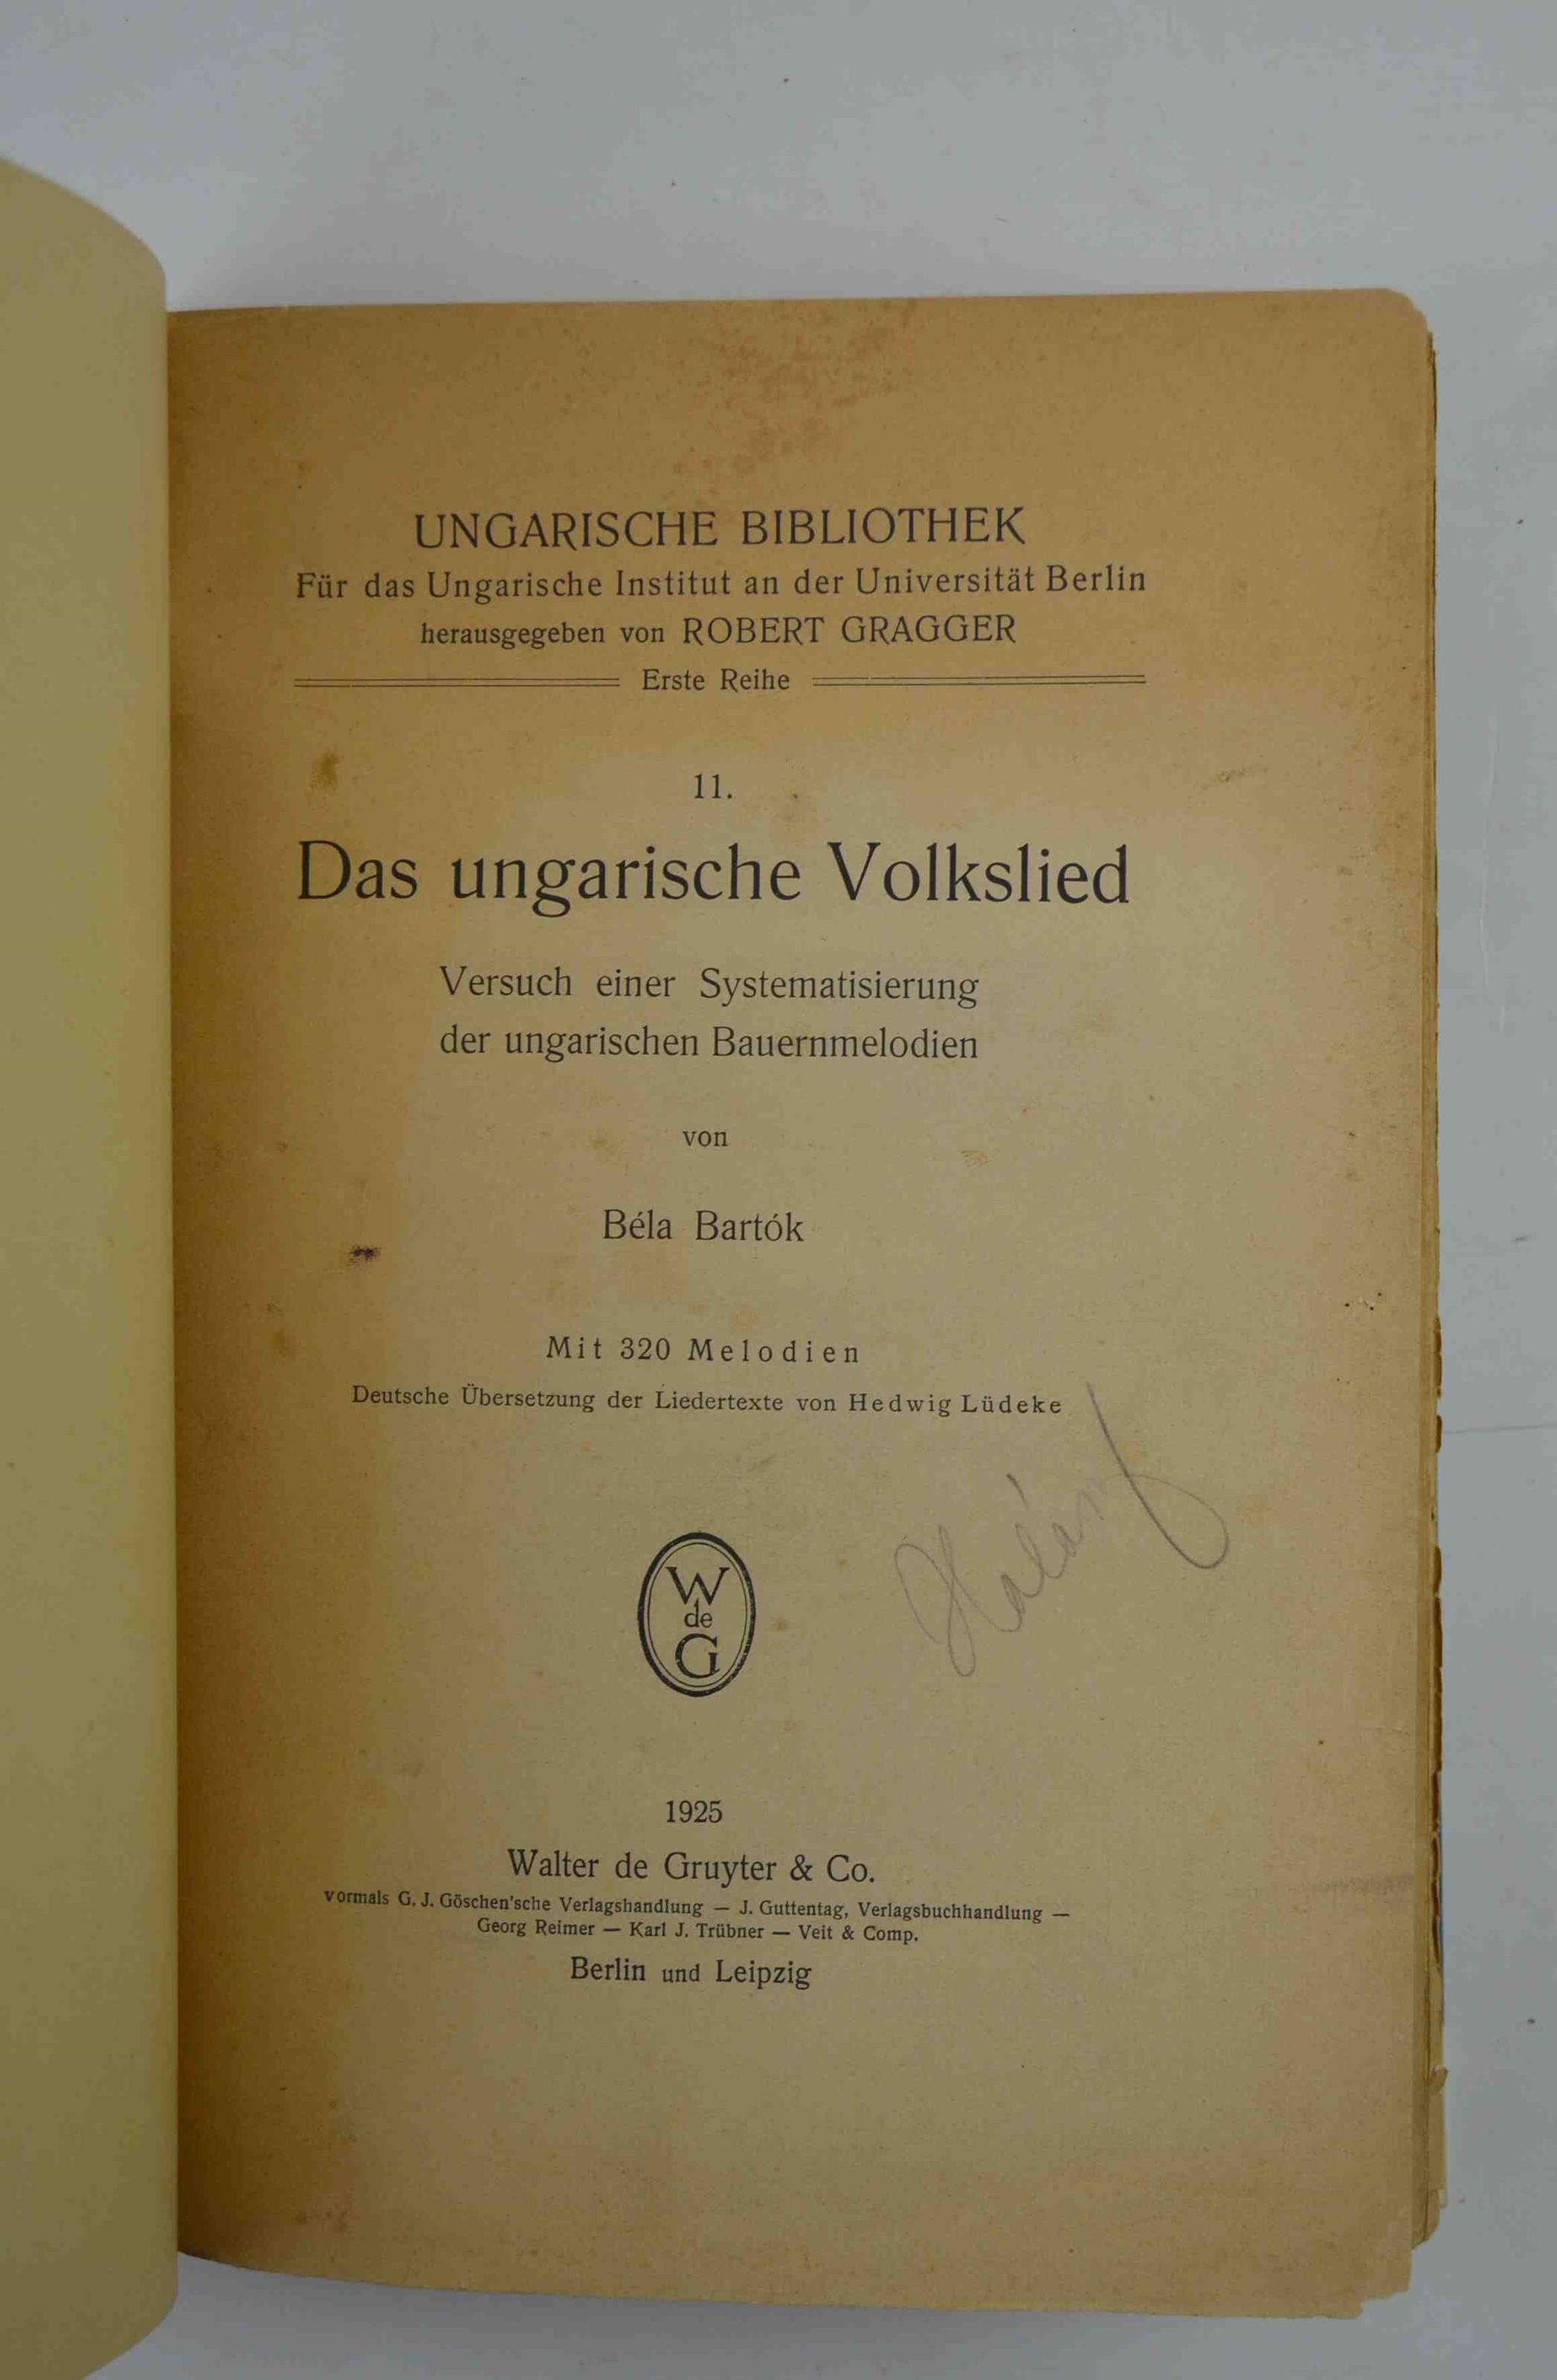 UNGARISCHE BIBLIOTHEK
Für das Ungarische Institut an der Universität Berlin
herausgegeben von ROBERT GRAGGER
Erste Reihe
11.
Das ungarische Volkslied
Versuch einer Systematisierung
der ungarischen Bauernmelodien
von
Béla Bartók
Mit 320 Melodien
Deutsche Übersetzung der Liedertexte von Hedwig Lüdeke
W
de
G
1925
Walter de Gruyter & Co.
vormals G. J. Göschen'sche Verlagshandlung — J. Guttentag, Verlagsbuchhandlung —
Georg Reimer — Karl J. Trübner — Veit & Comp.
Berlin und Leipzig